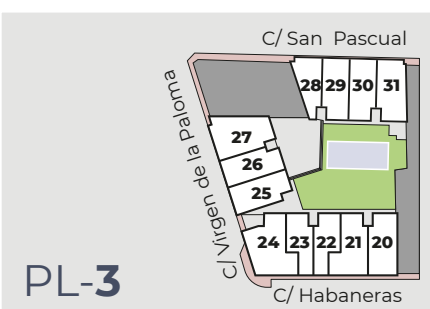 C/ San Pascual
28 29 30 31
C/ Virgen de la Paloma
27
26
25
24 23 22 21 20
PL-3
C/ Habaneras